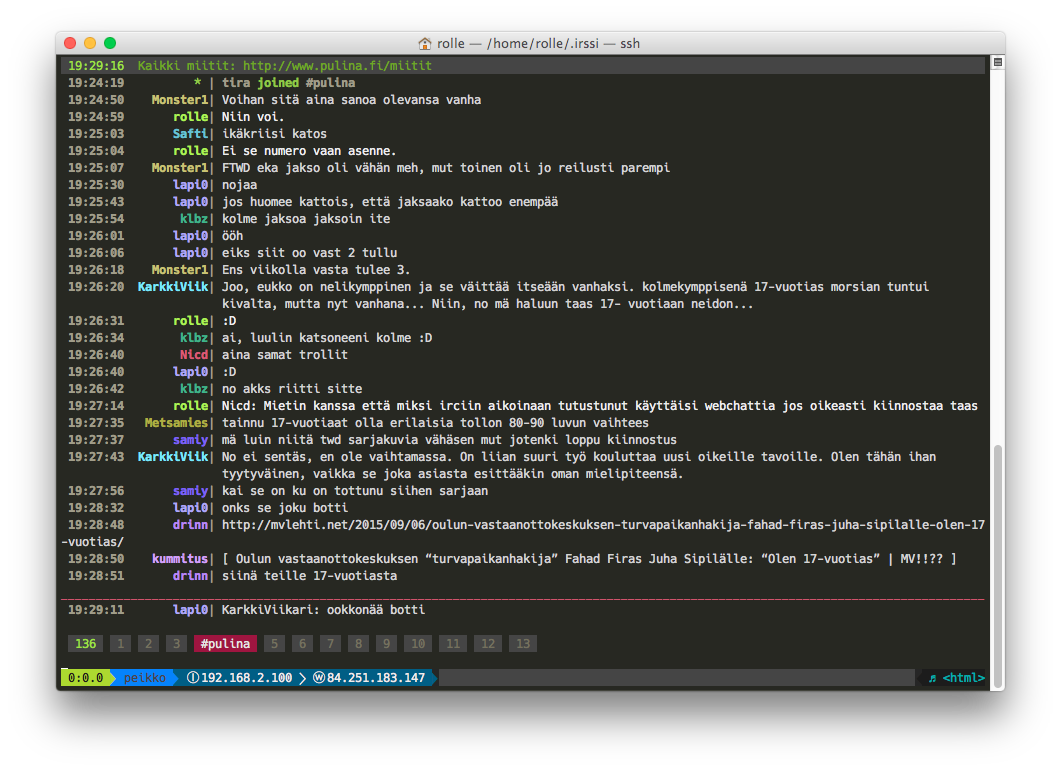 rolle — /home/rolle/.irssi — ssh
19:29:16 Kaikki miitit: http://www.pulina.fi/miitit
19:24:19 * | tira joined #pulina
19:24:50 Monster1| Voihan sitä aina sanoa olevansa vanha
19:24:59 rolle| Niin voi.
19:25:03 Safti| ikäkriisi katos
19:25:04 rolle| Ei se numero vaan asenne.
19:25:07 Monster1| FTWD eka jakso oli vähän meh, mut toinen oli jo reilusti parempi
19:25:30 lapi0| nojaa
19:25:43 lapi0| jos huomee kattois, että jaksaako kattoo enempää
19:25:54 klbz| kolme jaksoa jaksoin ite
19:26:01 lapi0| ööh
19:26:06 lapi0| eiks siit oo vast 2 tullu
19:26:18 Monster1| Ens viikolla vasta tulee 3.
19:26:20 KarkkiViik| Joo, eukko on nelikymppinen ja se väittää itseään vanhaksi. kolmekymppisenä 17-vuotias morsian tuntui
kivalta, mutta nyt vanhana... Niin, no mä haluun taas 17- vuotiaan neidon...
19:26:31 rolle| :D
19:26:34 klbz| ai, luulin katsoneeni kolme :D
19:26:40 Nicd| aina samat trollit
19:26:40 lapi0| :D
19:26:42 klbz| no akks riitti sitte
19:27:14 rolle| Nicd: Mietin kanssa että miksi irciin aikoinaan tutustunut käyttäisi webchattia jos oikeasti kiinnostaa taas
19:27:35 Metsamies| tainnu 17-vuotiaat olla erilaisia tollon 80-90 luvun vaihtees
19:27:37 samiy| mä luin niitä twd sarjakuvia vähäsen mut jotenki loppu kiinnostus
19:27:43 KarkkiViik| No ei sentäs, en ole vaihtamassa. On liian suuri työ kouluttaa uusi oikeille tavoille. Olen tähän ihan
tyytyväinen, vaikka se joka asiasta esittääkin oman mielipiteensä.
19:27:56 samiy| kai se on ku on tottunu siihen sarjaan
19:28:32 lapi0| onks se joku botti
19:28:48 drinn| http://mvlehti.net/2015/09/06/oulun-vastaanottokeskuksen-turvapaikanhakija-fahad-firas-juha-sipilalle-olen-17
-vuotias/
19:28:50 kummitus| [ Oulun vastaanottokeskuksen “turvapaikanhakija” Fahad Firas Juha Sipilälle: “Olen 17-vuotias” | MV!!?? ]
19:28:51 drinn| siinä teille 17-vuotiasta
19:29:11 lapi0| KarkkiViikari: ookkonää botti
136 1 2 3 #pulina 5 6 7 8 9 10 11 12 13
0:0.0 peikko Ⓘ192.168.2.100 ❯ ⓦ84.251.183.147 ♬ <html>